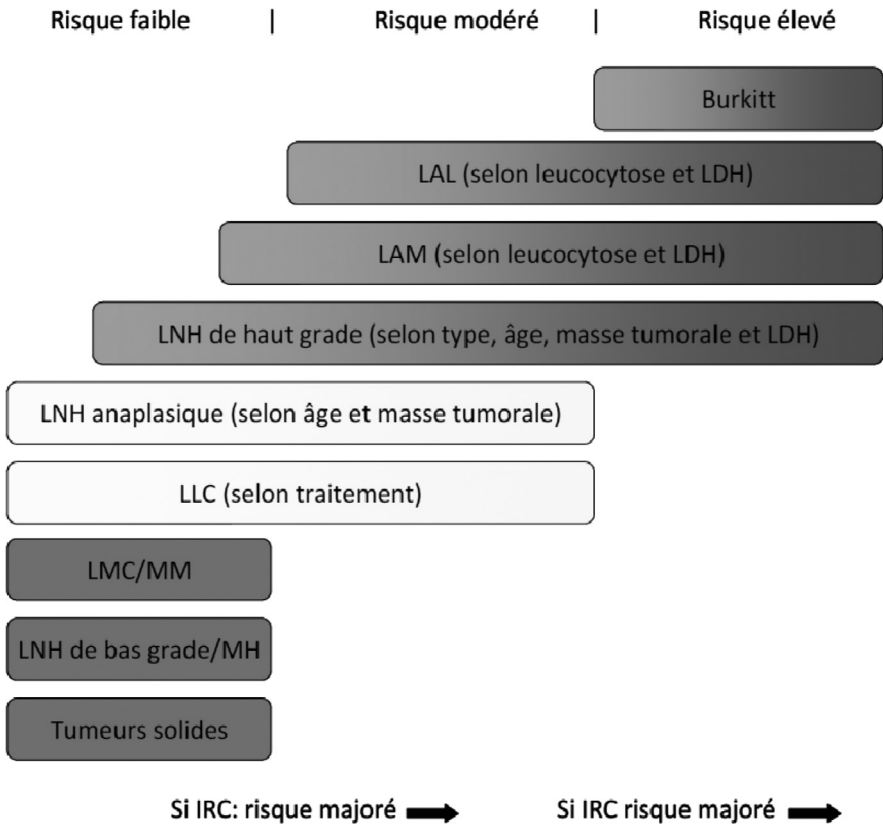 Risque faible | Risque modéré | Risque élevé
Burkitt
LAL (selon leucocytose et LDH)
LAM (selon leucocytose et LDH)
LNH de haut grade (selon type, âge, masse tumorale et LDH)
LNH anaplasique (selon âge et masse tumorale)
LLC (selon traitement)
LMC/MM
LNH de bas grade/MH
Tumeurs solides
Si IRC: risque majoré Si IRC risque majoré